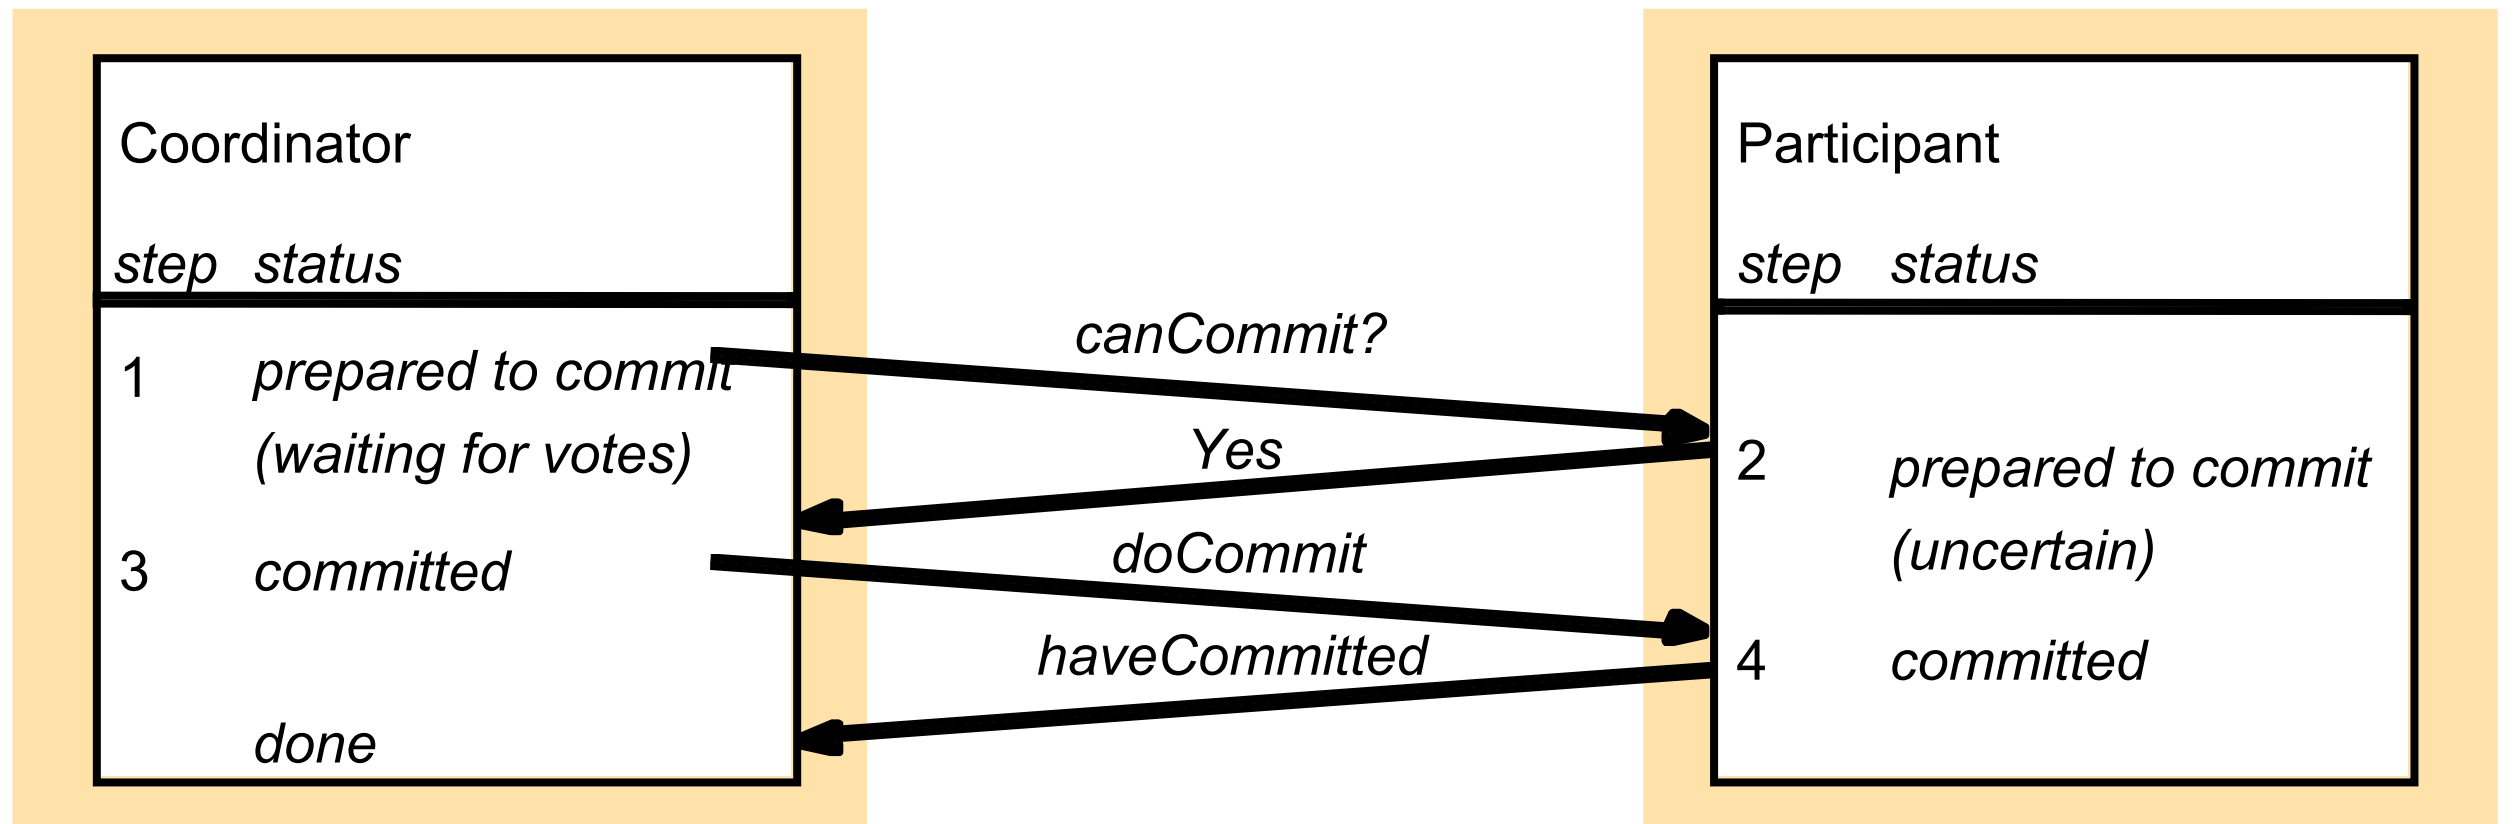 Coordinator
step status
1 prepared to commit
(waiting for votes)
3 committed
done
canCommit?
Yes
doCommit
haveCommitted
Participant
step status
2 prepared to commit
(uncertain)
4 committed